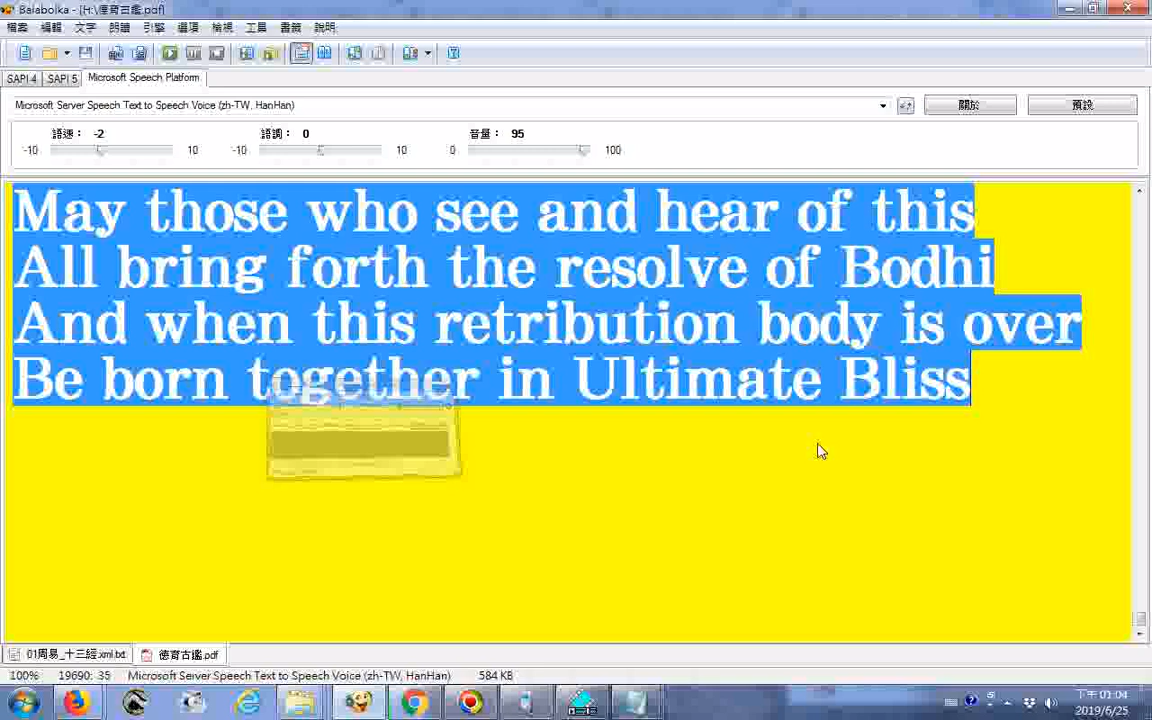 Balabolka - [H:\德育古鑑.pdf]
檔案 編輯 文字 朗讀 引擎 選項 檢視 工具 書籤 說明
SAPI 4 SAPI 5 Microsoft Speech Platform
Microsoft Server Speech Text to Speech Voice (zh-TW, HanHan) 關於 預設
語速： -2 語調： 0 音量： 95
-10 10 -10 10 0 100
May those who see and hear of this
All bring forth the resolve of Bodhi
And when this retribution body is over
Be born together in Ultimate Bliss
01周易_十三經.xml.txt 德育古鑑.pdf
100% 19690: 35 Microsoft Server Speech Text to Speech Voice (zh-TW, HanHan) 584 KB
下午 01:04
2019/6/25